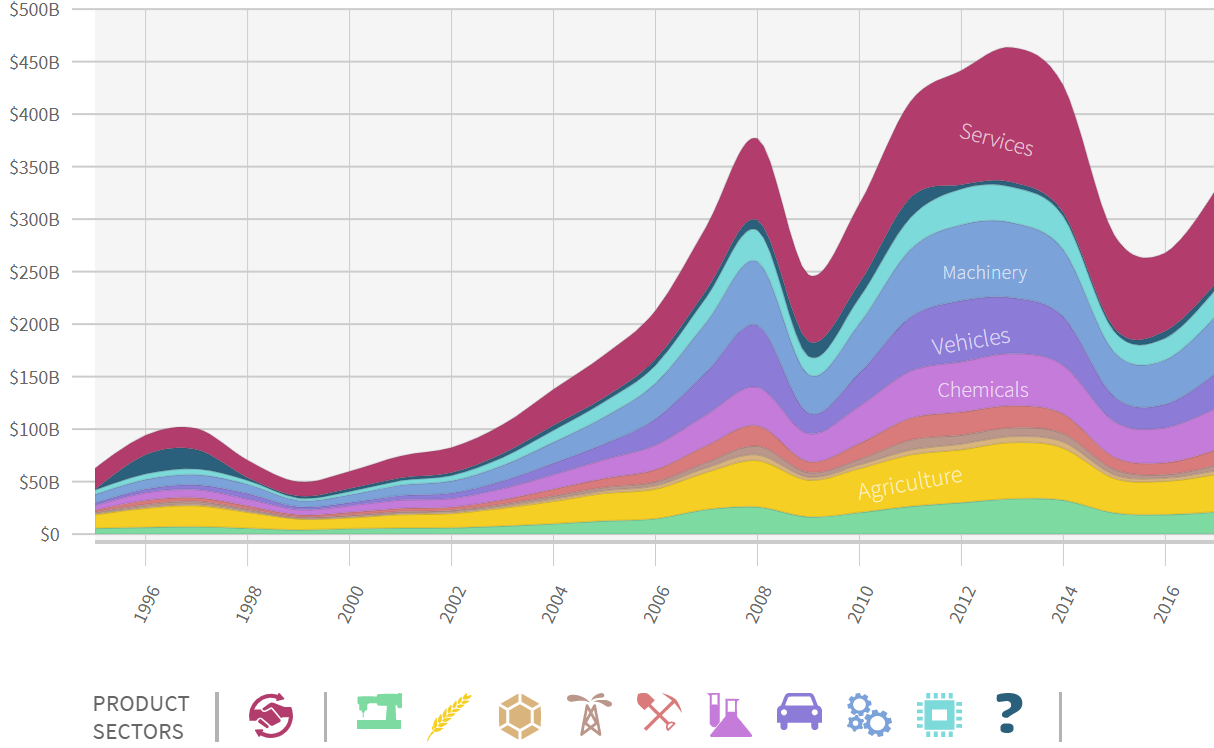 $500B
$450B
$400B
$350B
$300B
$250B
$200B
$150B
$100B
$50B
$0
Services
Machinery
Vehicles
Chemicals
Agriculture
1996
1998
2000
2002
2004
2006
2008
2010
2012
2014
2016
PRODUCT
SECTORS
?